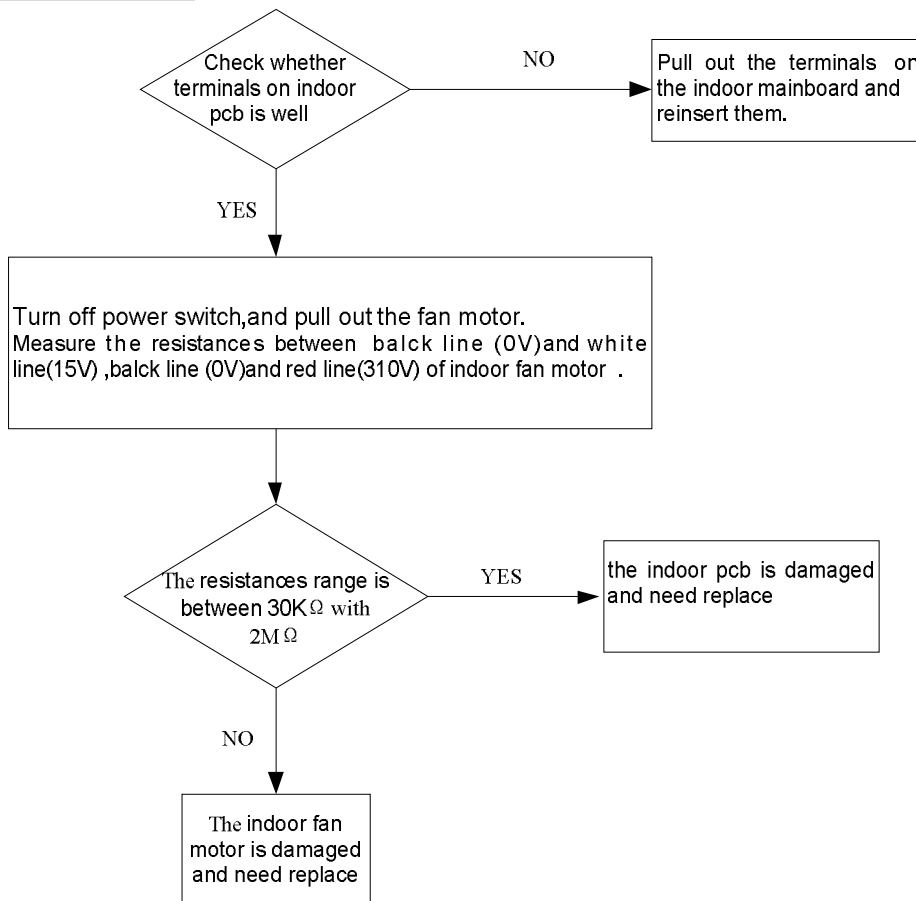 Check whether
terminals on indoor
pcb is well
NO
Pull out the terminals on
the indoor mainboard and
reinsert them.
YES
Turn off power switch,and pull out the fan motor.
Measure the resistances between balck line (0V)and white
line(15V) ,balck line (0V)and red line(310V) of indoor fan motor .
The resistances range is
between 30KΩ with
2MΩ
YES
the indoor pcb is damaged
and need replace
NO
The indoor fan
motor is damaged
and need replace